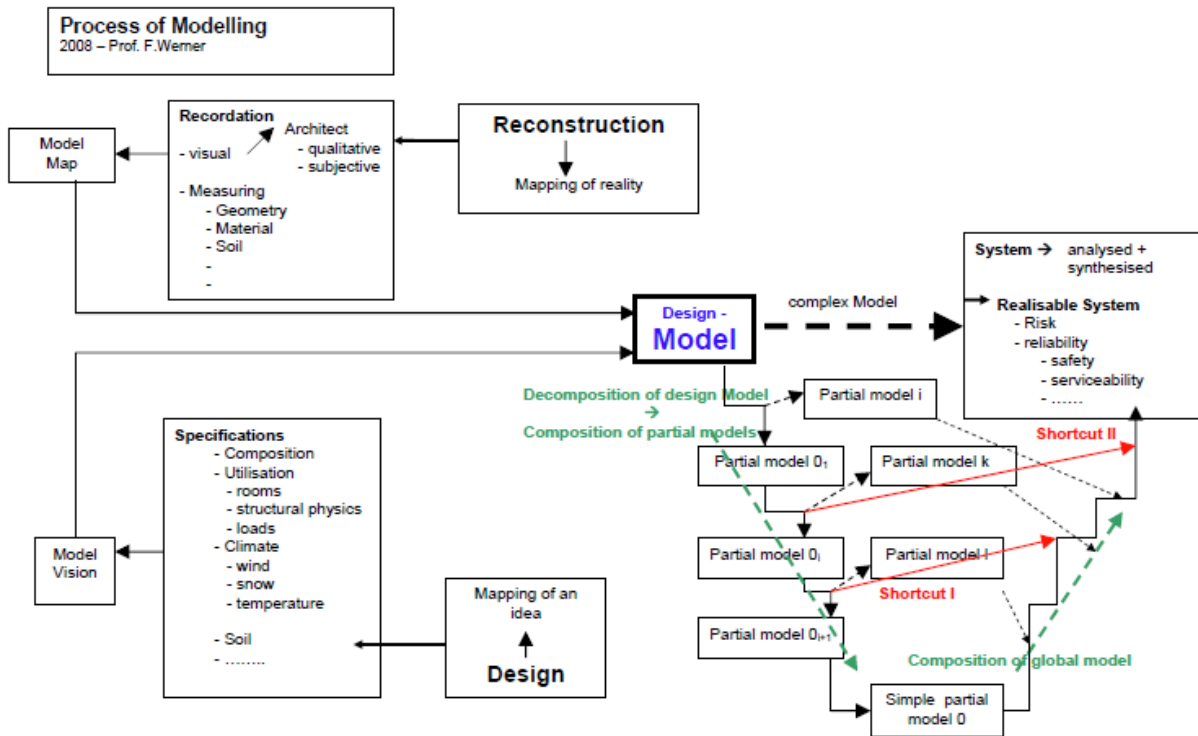 Process of Modelling
2008 – Prof. F.Werner
Model
Map
Recordation
Architect
- qualitative
- subjective
- visual
- Measuring
- Geometry
- Material
- Soil
-
-
Reconstruction
Mapping of reality
System → analysed +
synthesised
Realisable System
- Risk
- reliability
- safety
- serviceability
- ......
Design -
Model
complex Model
Decomposition of design Model
→
Composition of partial models
Partial model i
Shortcut II
Partial model 0₁
Partial model k
Partial model 0ᵢ
Partial model l
Shortcut I
Partial model 0ᵢ₊₁
Composition of global model
Simple partial
model 0
Model
Vision
Specifications
- Composition
- Utilisation
- rooms
- structural physics
- loads
- Climate
- wind
- snow
- temperature
- Soil
- ........
Mapping of an
idea
Design